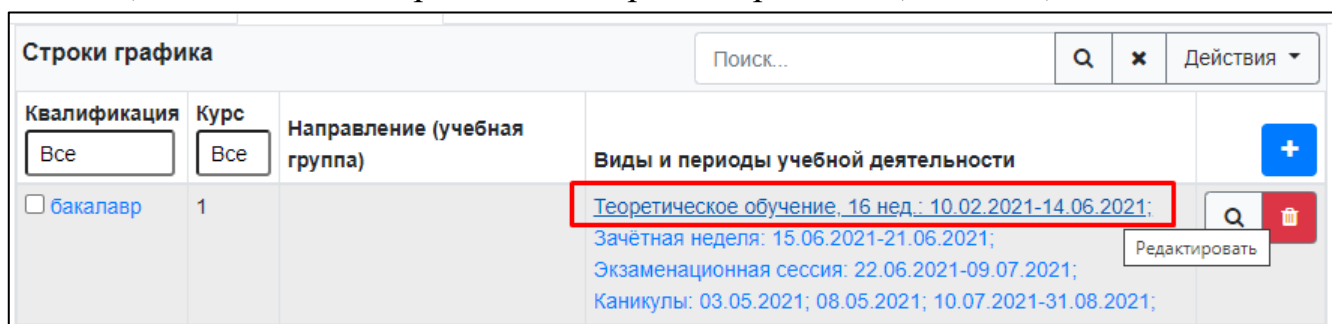 Строки графика
Поиск...
Действия
Квалификация Курс Направление (учебная группа) Виды и периоды учебной деятельности
Все Все
бакалавр 1 Теоретическое обучение, 16 нед.: 10.02.2021-14.06.2021;
Зачётная неделя: 15.06.2021-21.06.2021;
Редактировать
Экзаменационная сессия: 22.06.2021-09.07.2021;
Каникулы: 03.05.2021; 08.05.2021; 10.07.2021-31.08.2021;